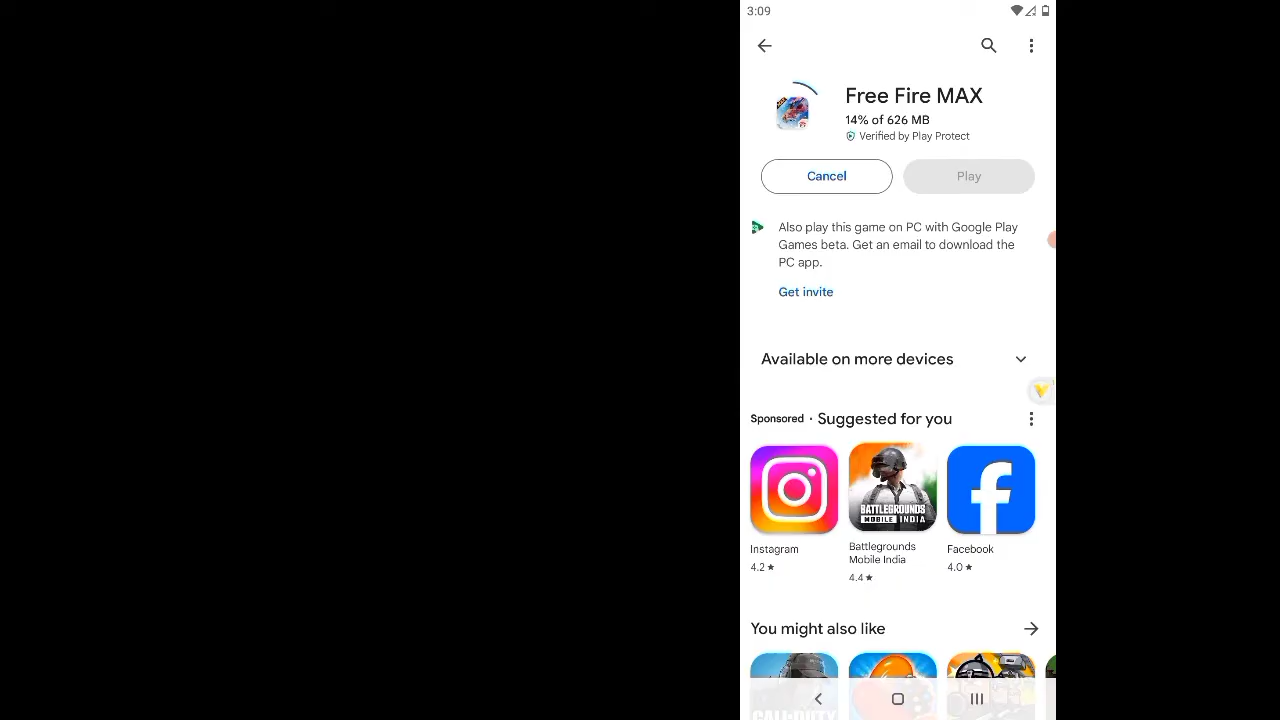 3:09
Free Fire MAX
14% of 626 MB
Verified by Play Protect
Cancel
Play
Also play this game on PC with Google Play
Games beta. Get an email to download the
PC app.
Get invite
Available on more devices
Sponsored · Suggested for you
BATTLEGROUNDS
MOBILE INDIA
Instagram
4.2 ★
Battlegrounds
Mobile India
4.4 ★
Facebook
4.0 ★
You might also like
CALL DUTY